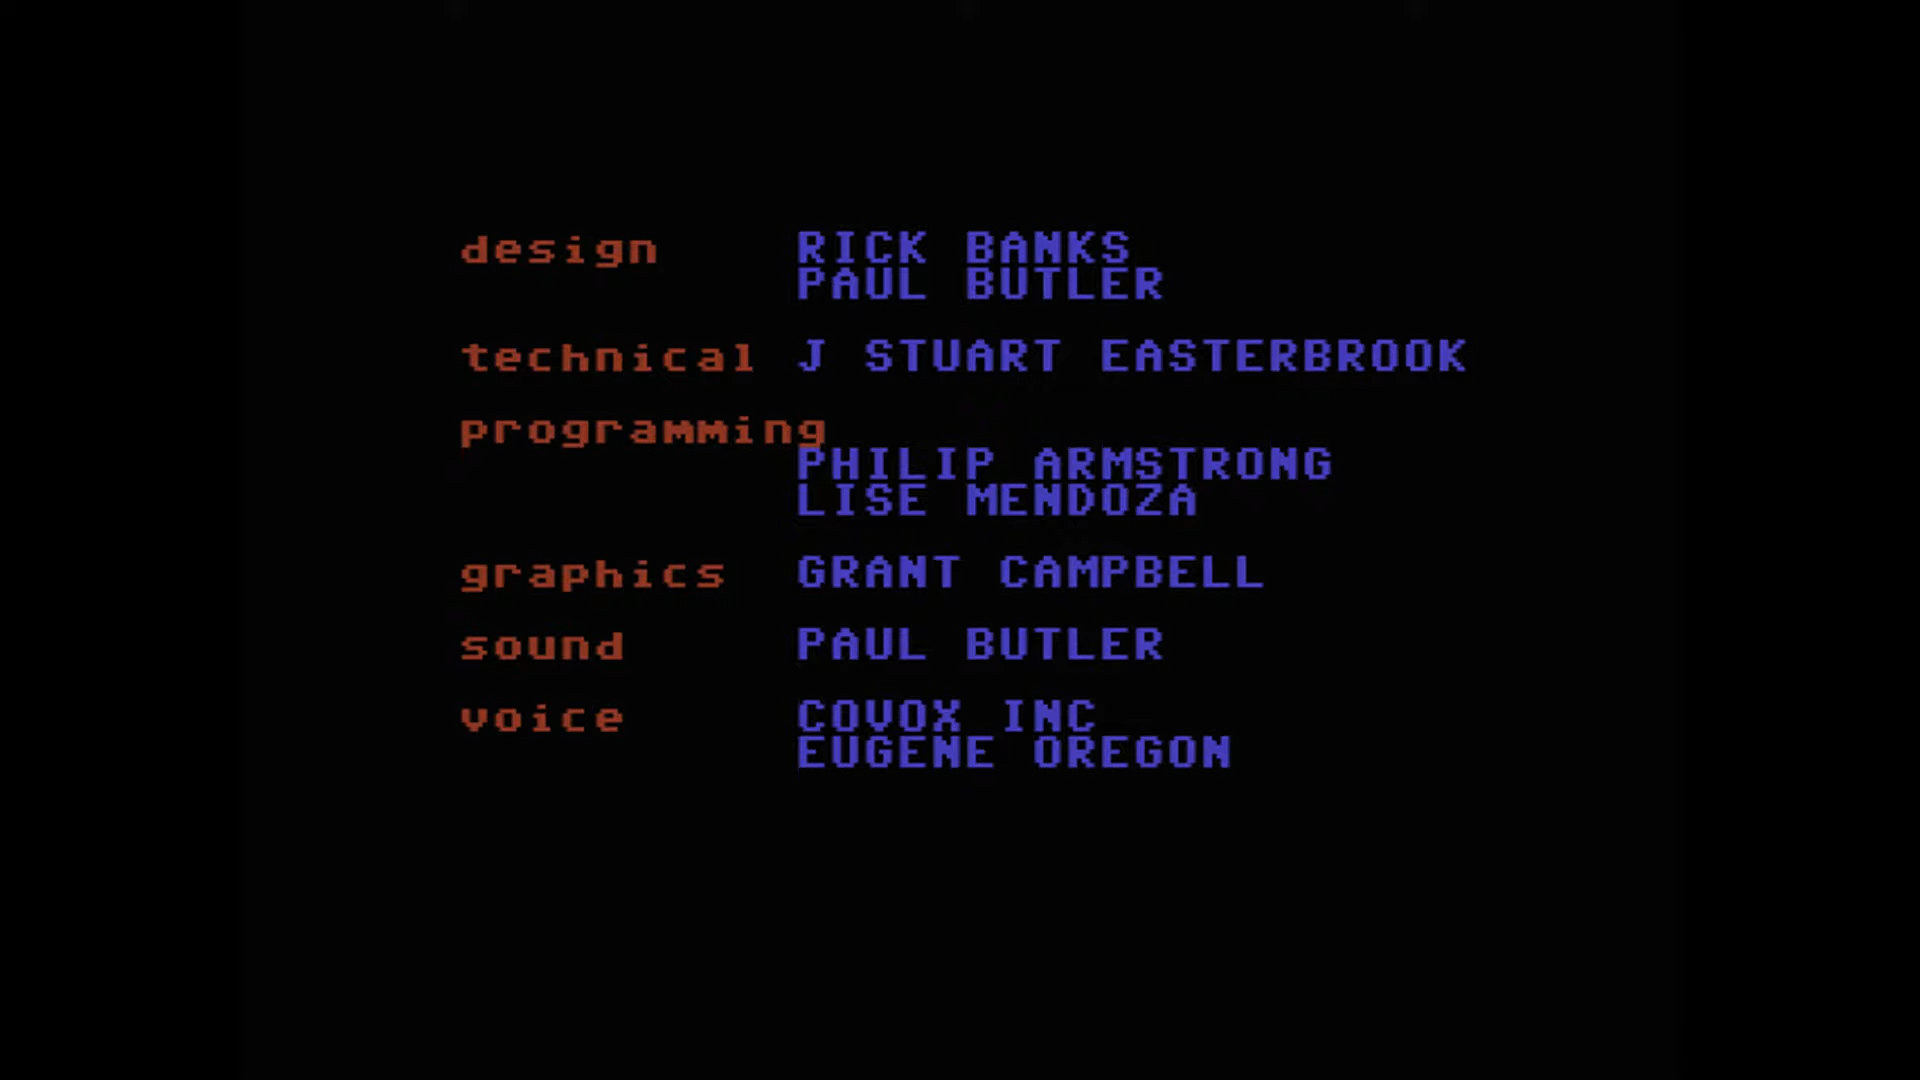 design RICK BANKS
PAUL BUTLER
technical J STUART EASTERBROOK
programming
PHILIP ARMSTRONG
LISE MENDOZA
graphics GRANT CAMPBELL
sound PAUL BUTLER
voice COVOX INC
EUGENE OREGON